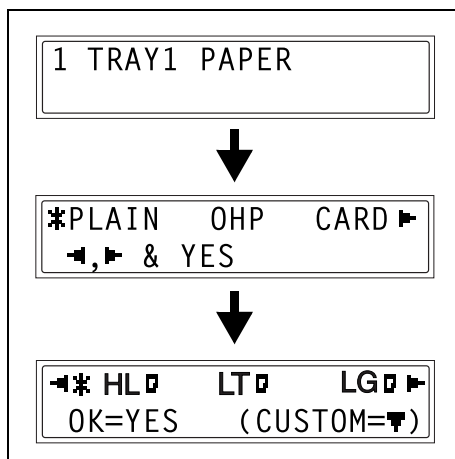 1 TRAY1 PAPER
*PLAIN OHP CARD ►
◄,► & YES
◄* HL LT LG ►
OK=YES (CUSTOM=▼)